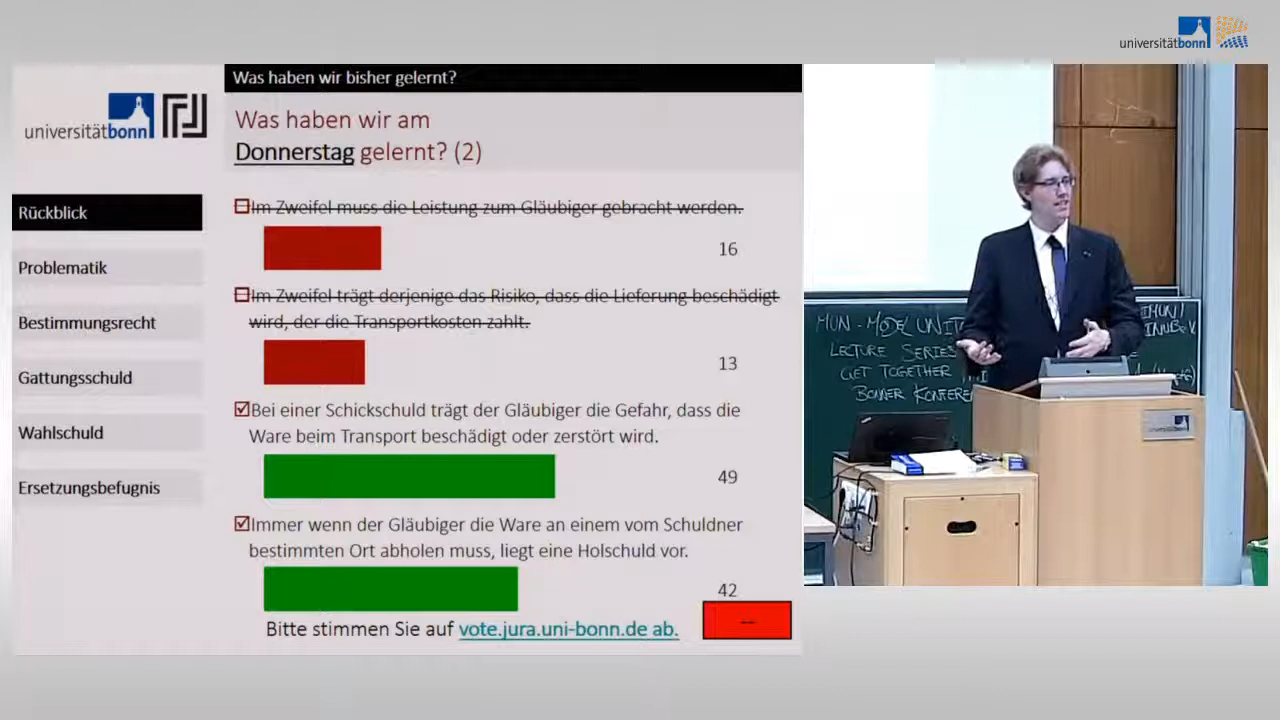 universitätbonn
Was haben wir bisher gelernt?
universitätbonn
Was haben wir am
Donnerstag gelernt? (2)
Rückblick
Problematik
Bestimmungsrecht
Gattungsschuld
Wahlschuld
Ersetzungsbefugnis
Im Zweifel muss die Leistung zum Gläubiger gebracht werden.
16
Im Zweifel trägt derjenige das Risiko, dass die Lieferung beschädigt
wird, der die Transportkosten zahlt.
13
Bei einer Schickschuld trägt der Gläubiger die Gefahr, dass die
Ware beim Transport beschädigt oder zerstört wird.
49
Immer wenn der Gläubiger die Ware an einem vom Schuldner
bestimmten Ort abholen muss, liegt eine Holschuld vor.
42
Bitte stimmen Sie auf vote.jura.uni-bonn.de ab.
MUN - MODEL UNITE
LECTURE SERIES
GET TOGETHER
BONNER KONFERE